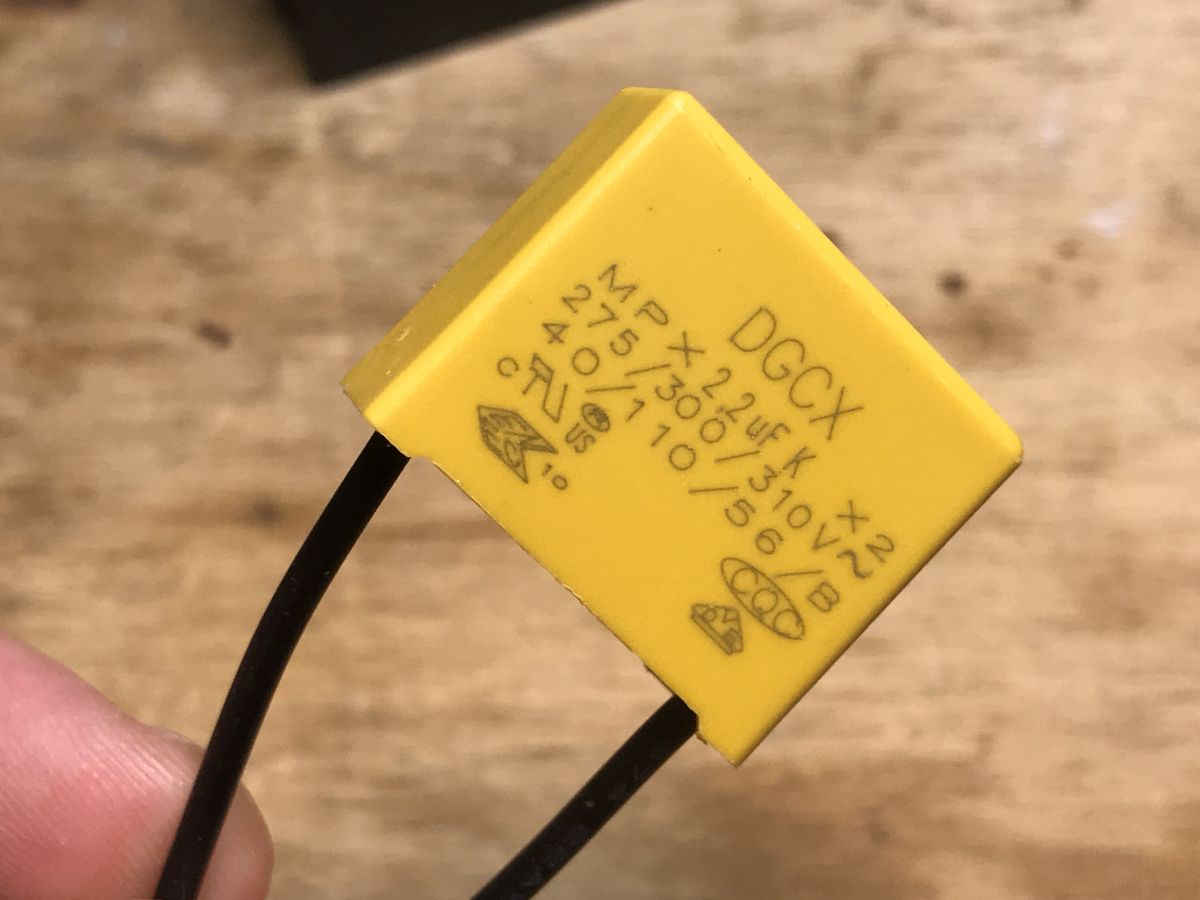 DGCX
MPX 2.2uF K X2
275/300/310V~
40/110/56/B
c US CQC
10